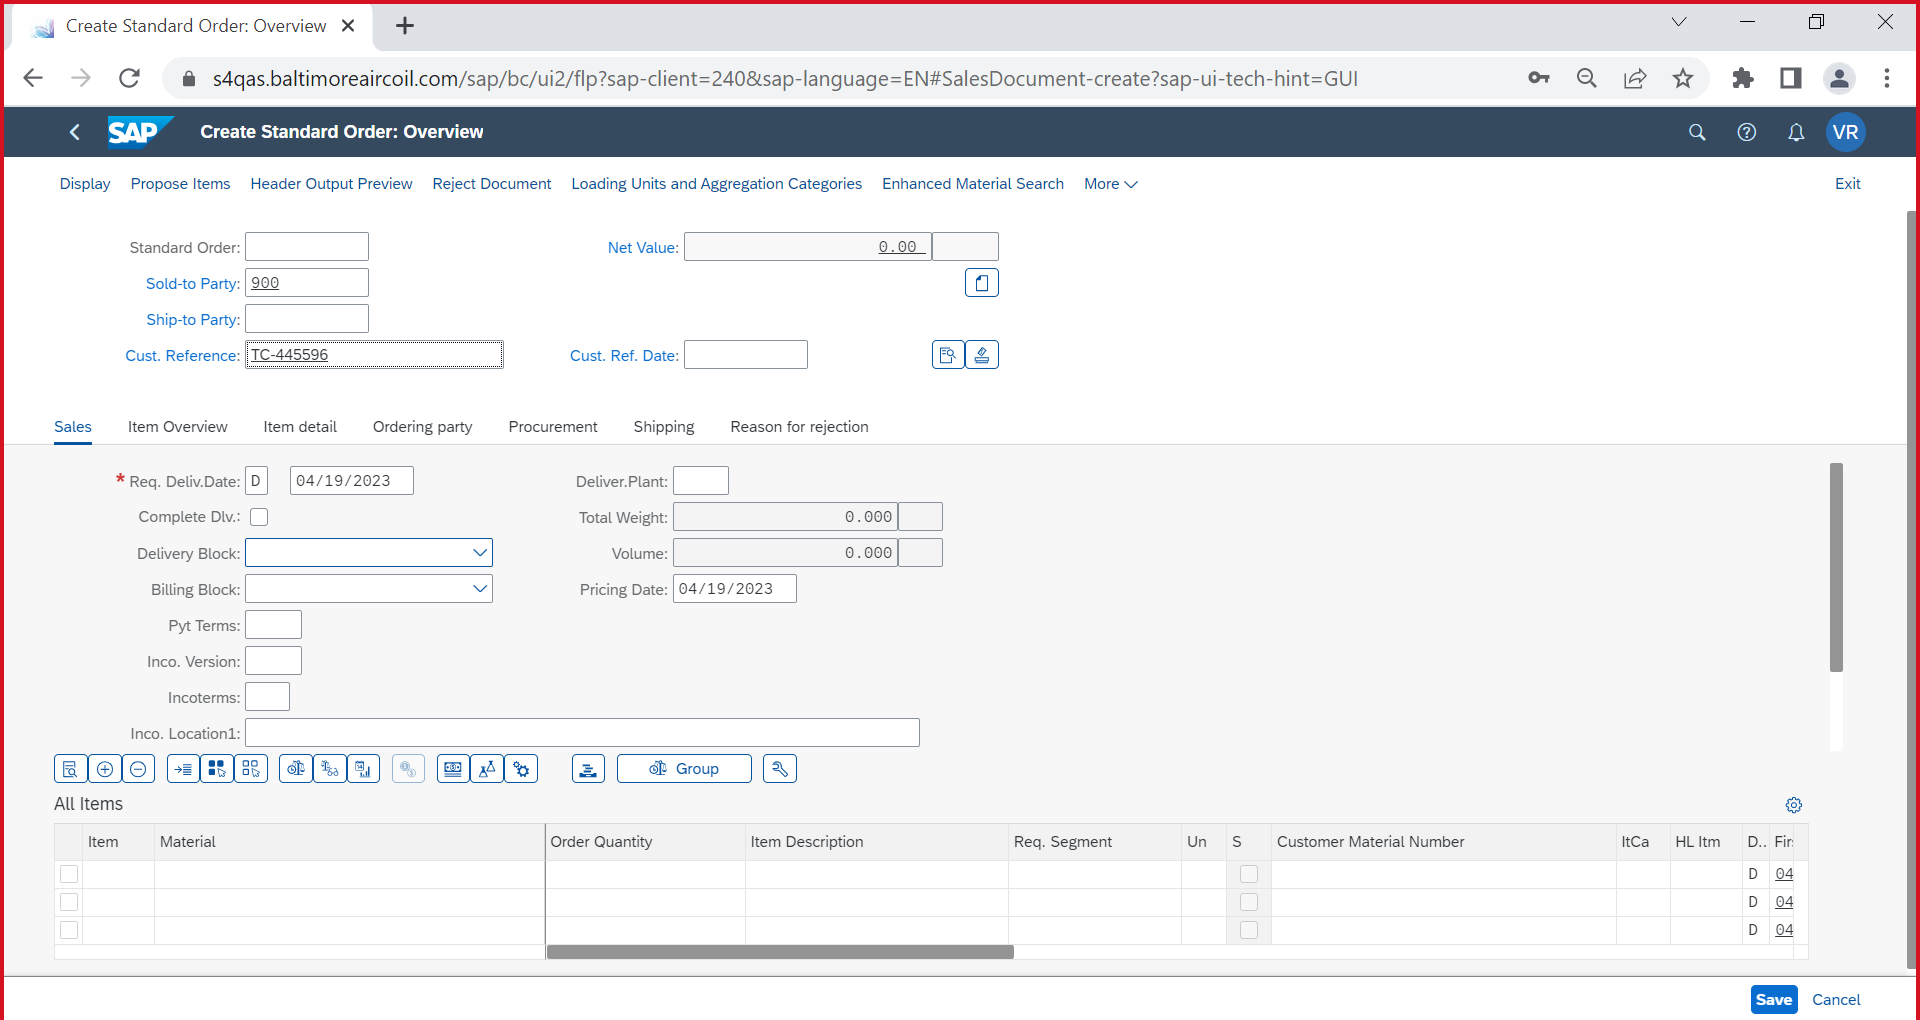 Create Standard Order: Overview
s4qas.baltimoreaircoil.com/sap/bc/ui2/flp?sap-client=240&sap-language=EN#SalesDocument-create?sap-ui-tech-hint=GUI
SAP Create Standard Order: Overview VR
Display Propose Items Header Output Preview Reject Document Loading Units and Aggregation Categories Enhanced Material Search More Exit
Standard Order: Net Value: 0.00
Sold-to Party: 900
Ship-to Party:
Cust. Reference: TC-445596 Cust. Ref. Date:
Sales Item Overview Item detail Ordering party Procurement Shipping Reason for rejection
* Req. Deliv.Date: D 04/19/2023 Deliver.Plant:
Complete Dlv.: Total Weight: 0.000
Delivery Block: Volume: 0.000
Billing Block: Pricing Date: 04/19/2023
Pyt Terms:
Inco. Version:
Incoterms:
Inco. Location1:
Group
All Items
Item Material Order Quantity Item Description Req. Segment Un S Customer Material Number ItCa HL Itm D.. Fir
D 04
D 04
D 04
Save Cancel